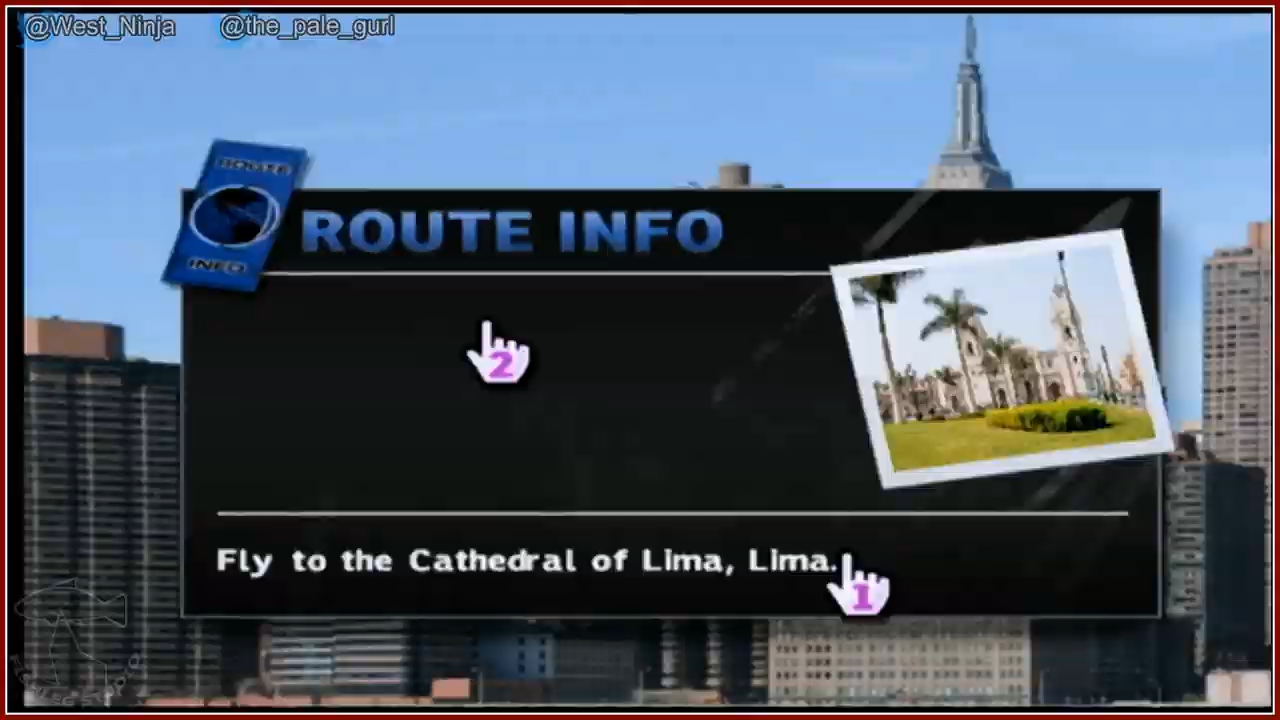 @West_Ninja @the_pale_gurl
ROUTE
INFO
ROUTE INFO
2
Fly to the Cathedral of Lima, Lima.
1